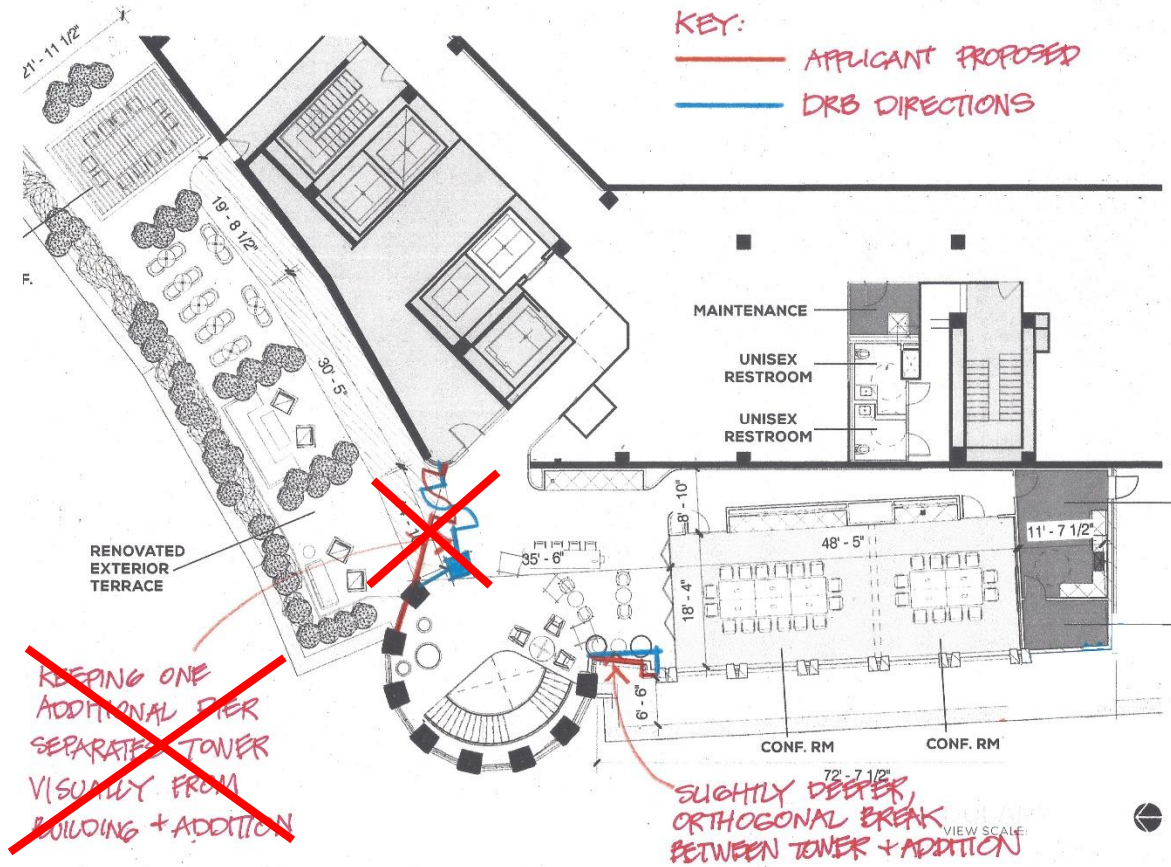 KEY:
APPLICANT PROPOSED
DRB DIRECTIONS
21' - 11 1/2"
19' - 8 1/2"
F.
30' - 5"
MAINTENANCE
UNISEX
RESTROOM
UNISEX
RESTROOM
8' - 10"
48' - 5"
11' - 7 1/2"
35' - 6"
18' - 4"
RENOVATED
EXTERIOR
TERRACE
6' - 6"
CONF. RM
CONF. RM
72' - 7 1/2"
KEEPING ONE
ADDITIONAL PIER
SEPARATES TOWER
VISUALLY FROM
BUILDING + ADDITION
SLIGHTLY DEEPER,
ORTHOGONAL BREAK
BETWEEN TOWER + ADDITION
VIEW SCALE: